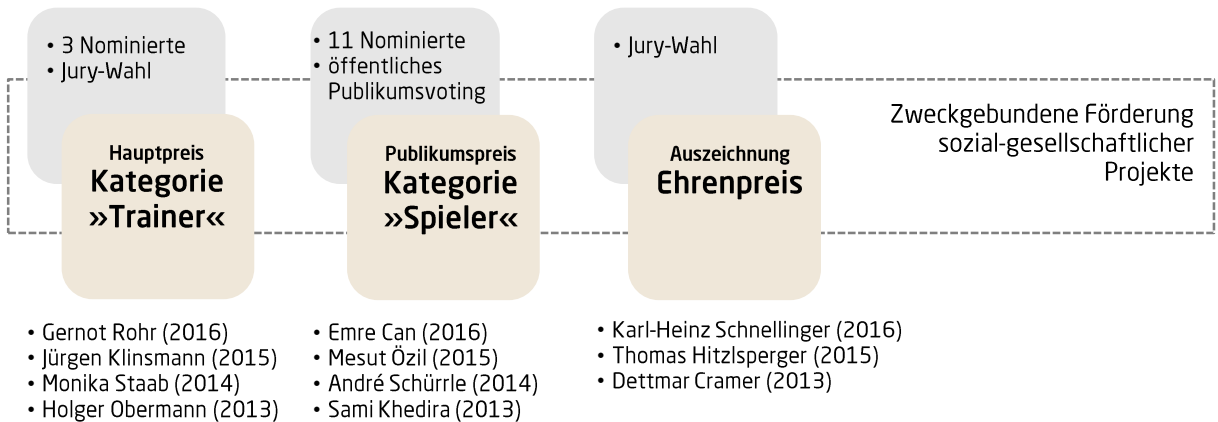 • 3 Nominierte
• Jury-Wahl
Hauptpreis
Kategorie
»Trainer«
• Gernot Rohr (2016)
• Jürgen Klinsmann (2015)
• Monika Staab (2014)
• Holger Obermann (2013)
• 11 Nominierte
• öffentliches
Publikumsvoting
Publikumspreis
Kategorie
»Spieler«
• Emre Can (2016)
• Mesut Özil (2015)
• André Schürrle (2014)
• Sami Khedira (2013)
• Jury-Wahl
Auszeichnung
Ehrenpreis
• Karl-Heinz Schnellinger (2016)
• Thomas Hitzlsperger (2015)
• Dettmar Cramer (2013)
Zweckgebundene Förderung
sozial-gesellschaftlicher
Projekte